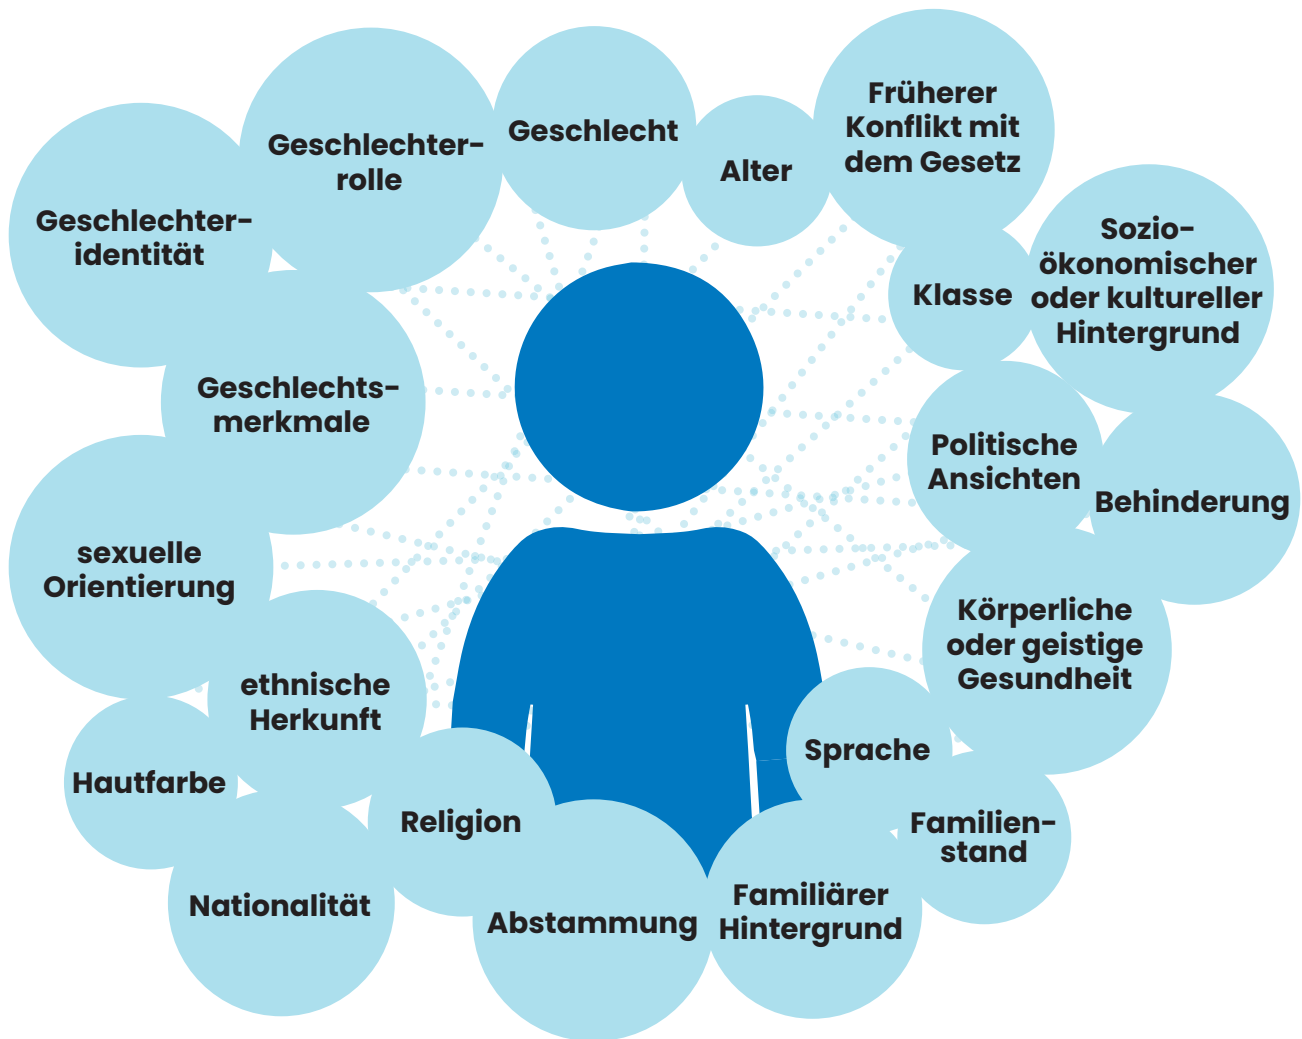 Früherer
Konflikt mit
dem Gesetz
Geschlecht
Geschlechter-
rolle
Alter
Geschlechter-
identität
Sozio-
ökonomischer
oder kultureller
Hintergrund
Klasse
Geschlechts-
merkmale
Politische
Ansichten
Behinderung
sexuelle
Orientierung
Körperliche
oder geistige
Gesundheit
ethnische
Herkunft
Sprache
Hautfarbe
Religion
Familien-
stand
Nationalität
Abstammung
Familiärer
Hintergrund